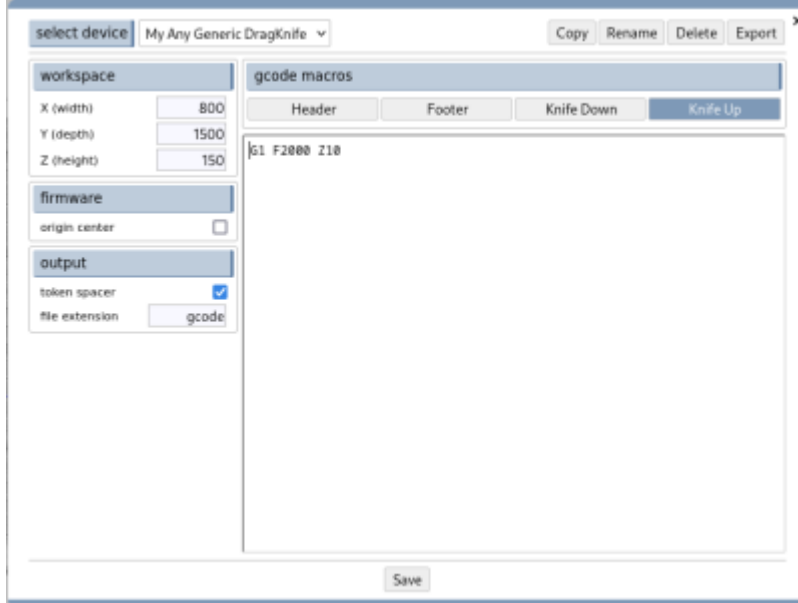 select device My Any Generic DragKnife Copy Rename Delete Export
workspace
X (width) 800
Y (depth) 1500
Z (height) 150
firmware
origin center
output
token spacer
file extension gcode
gcode macros
Header Footer Knife Down Knife Up
G1 F2000 Z10
Save